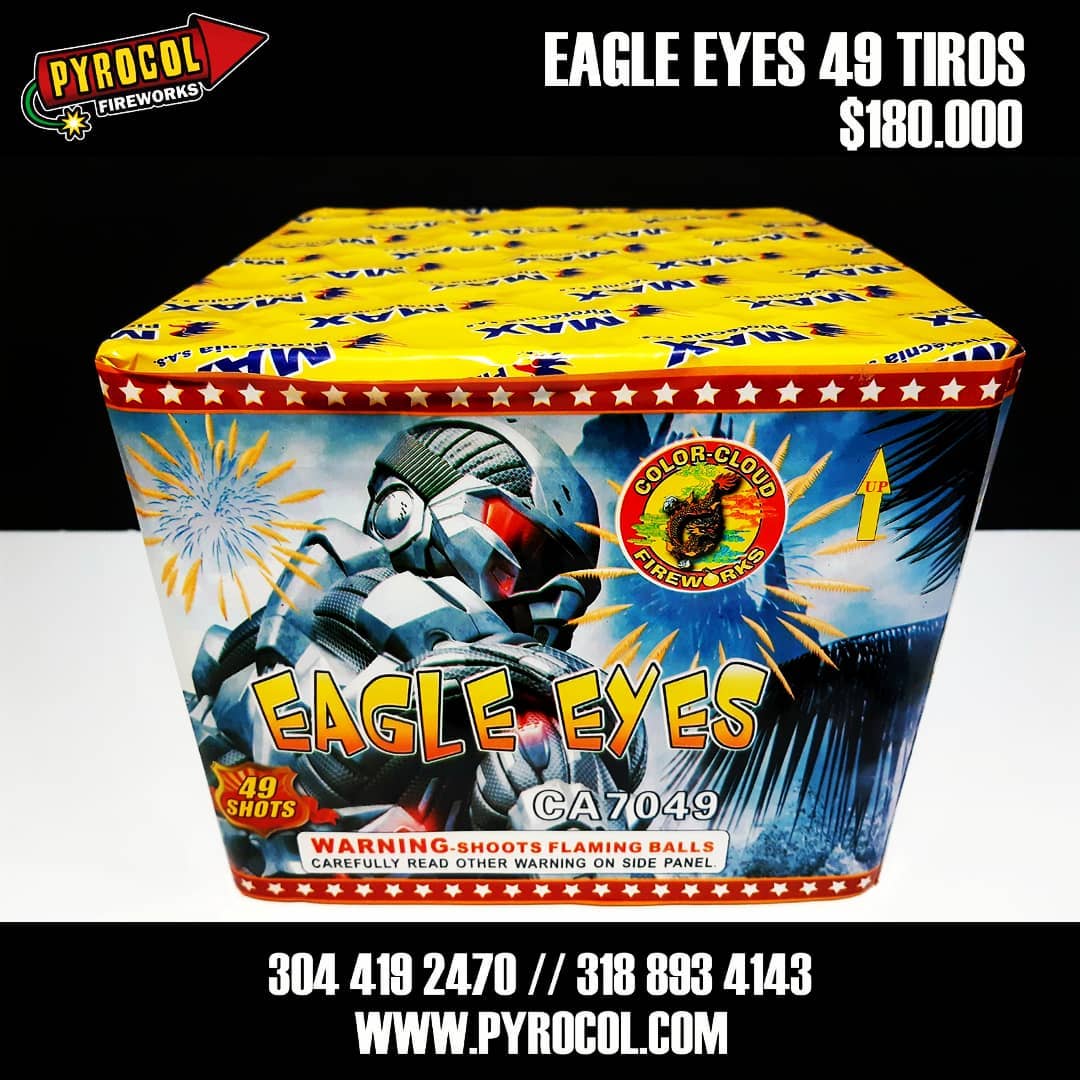 PYROCOL
FIREWORKS
EAGLE EYES 49 TIROS
$180.000
MAX
Pirotécnia S.A.S.
COLOR-CLOUD
FIREWORKS
UP
EAGLE EYES
49
SHOTS
CA7049
WARNING-SHOOTS FLAMING BALLS
CAREFULLY READ OTHER WARNING ON SIDE PANEL.
304 419 2470 // 318 893 4143
WWW.PYROCOL.COM